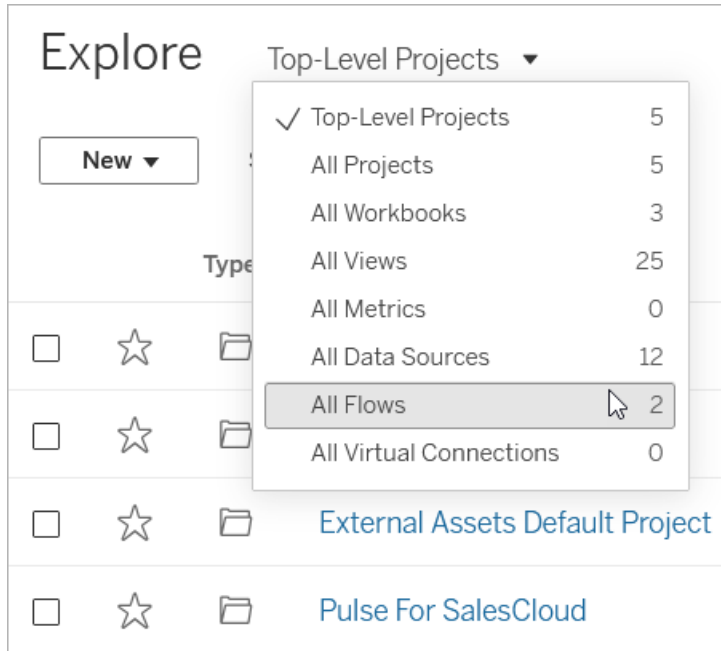 Explore Top-Level Projects
Top-Level Projects 5
New
All Projects 5
All Workbooks 3
Type
All Views 25
All Metrics 0
All Data Sources 12
All Flows 2
All Virtual Connections 0
External Assets Default Project
Pulse For SalesCloud